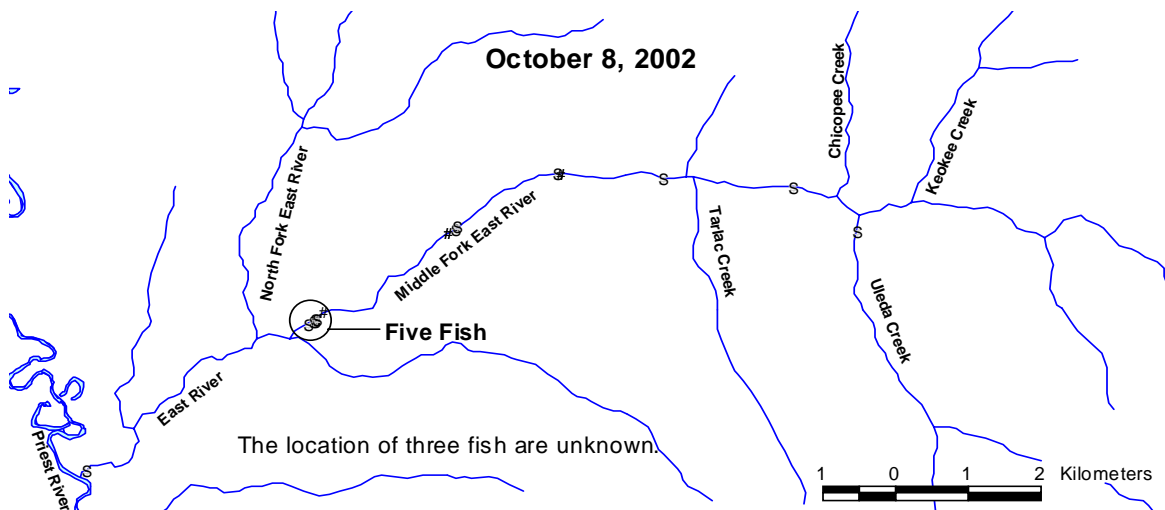 October 8, 2002
Chicopee Creek
Keokee Creek
North Fork East River
Middle Fork East River
Tarlac Creek
Uleda Creek
Five Fish
East River
Priest River
The location of three fish are unknown.
1 0 1 2 Kilometers